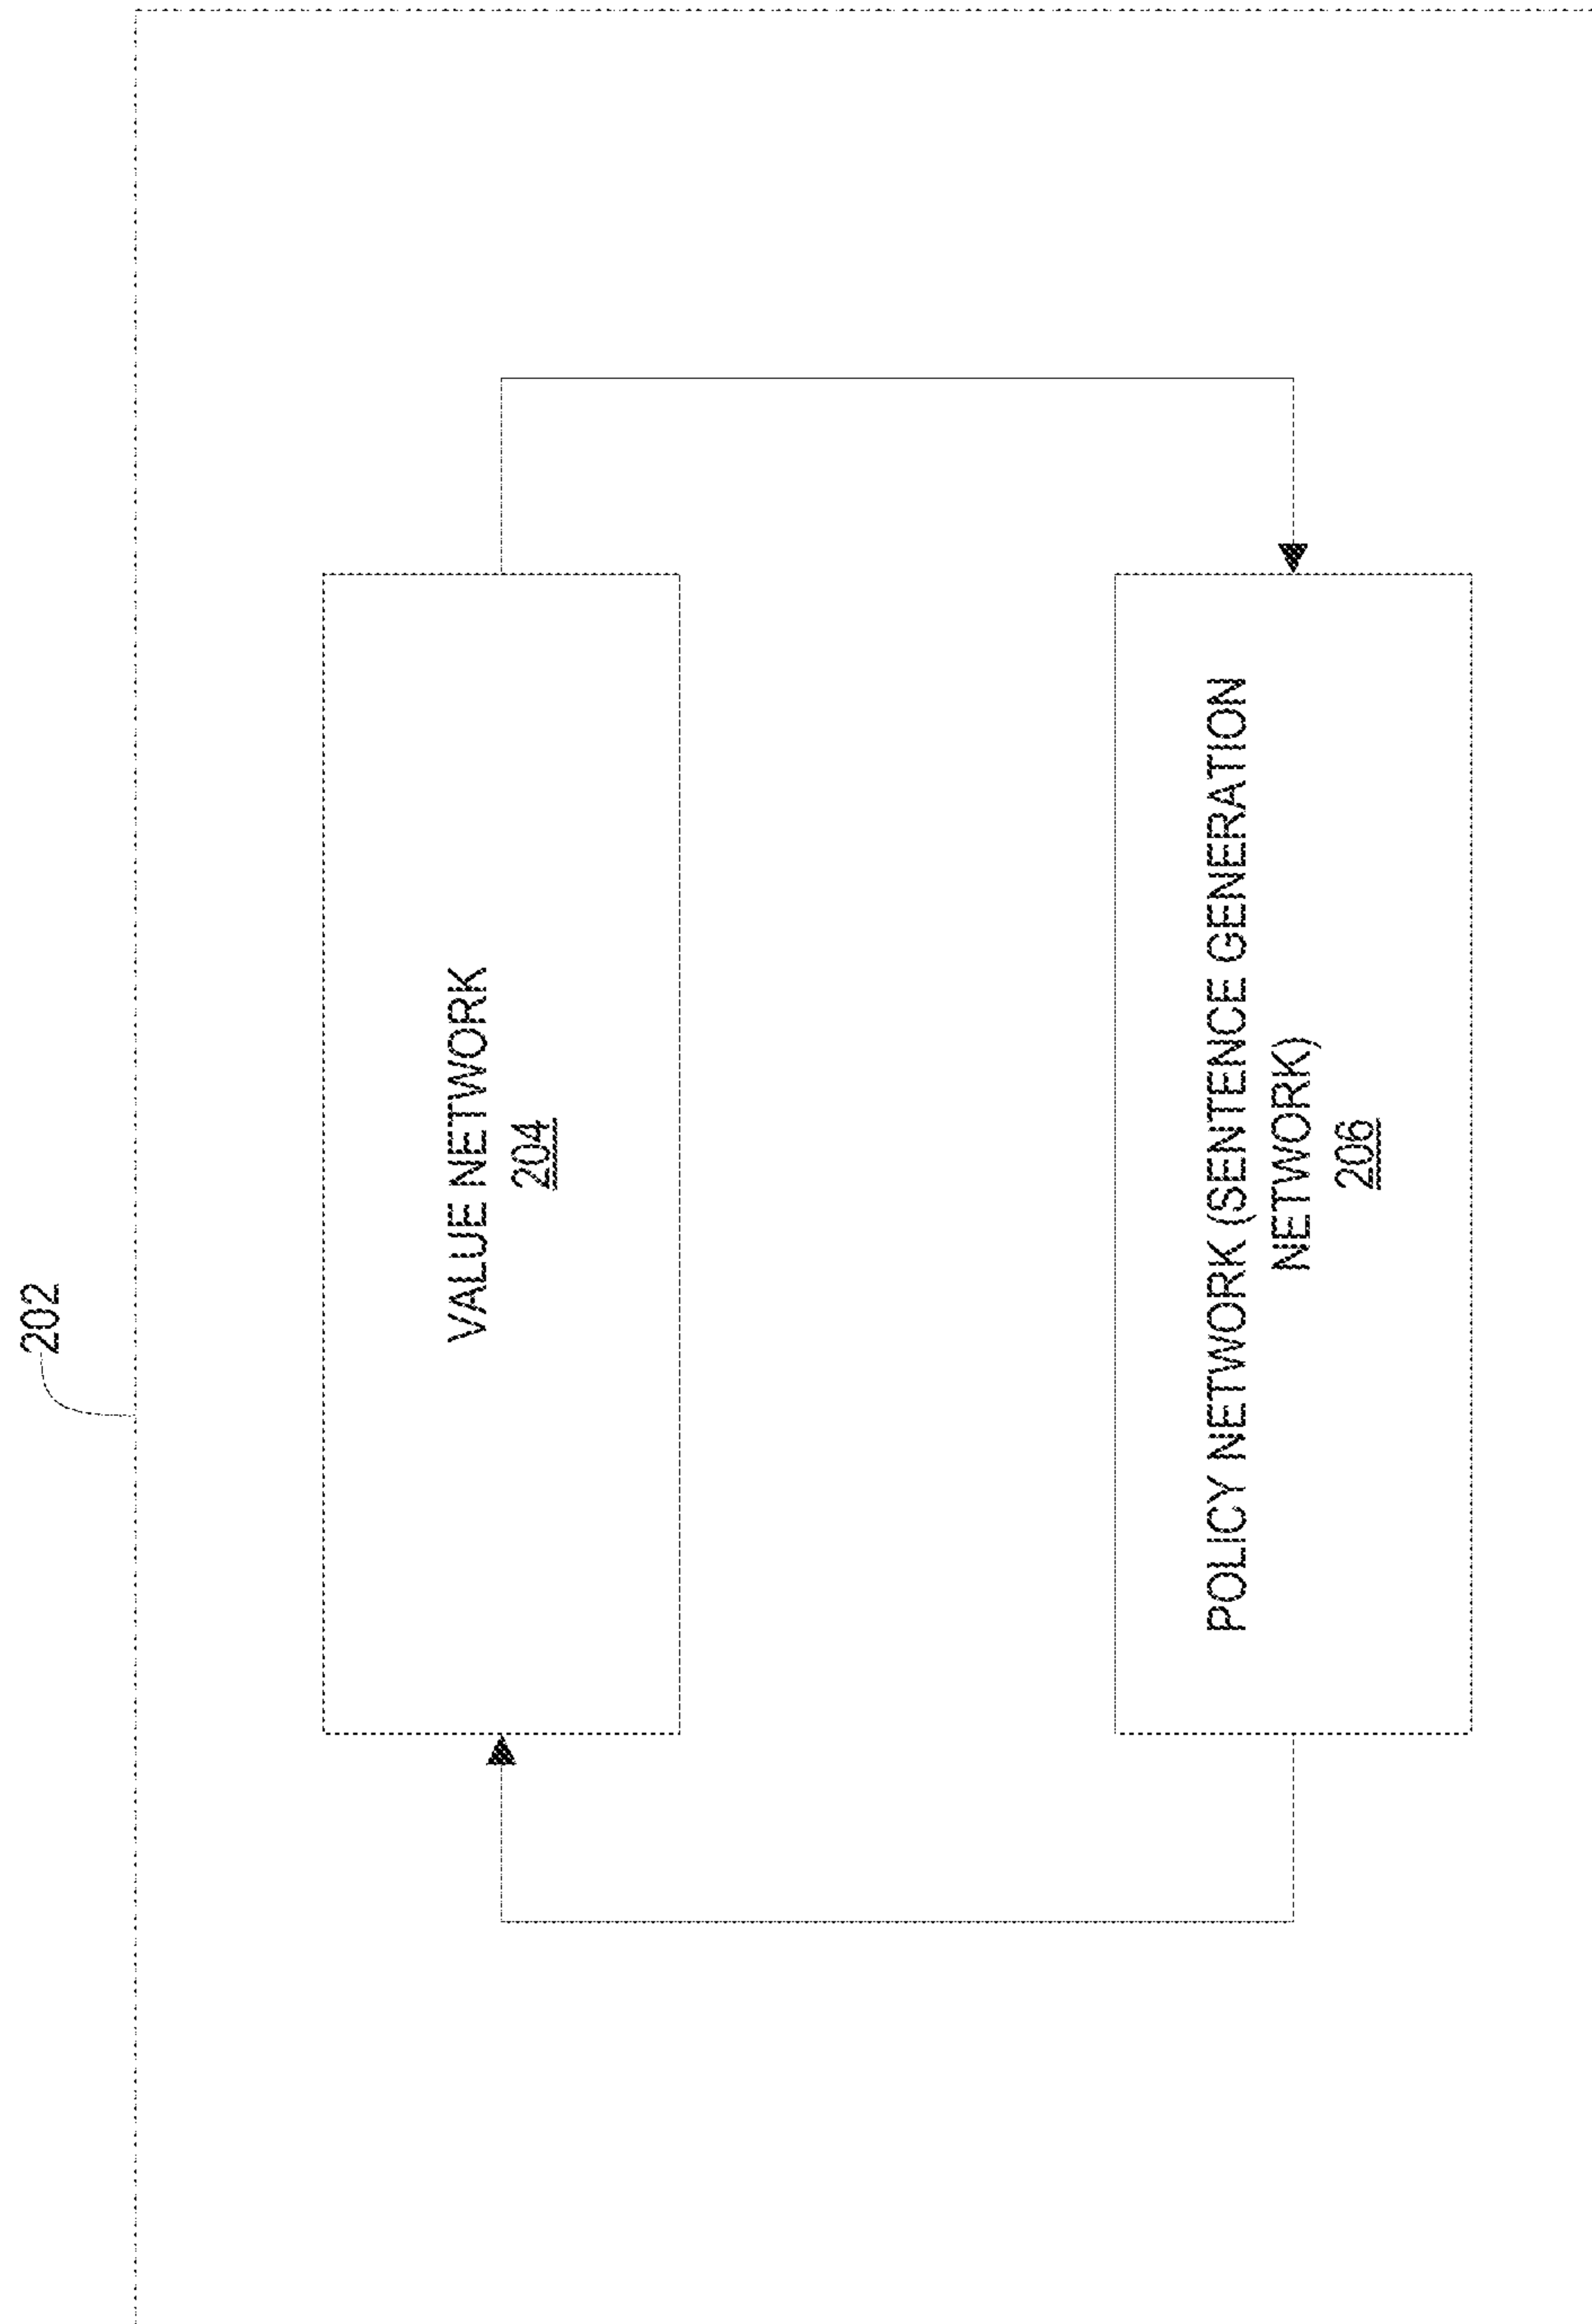 202
VALUE NETWORK
204
POLICY NETWORK (SENTENCE GENERATION
NETWORK)
206